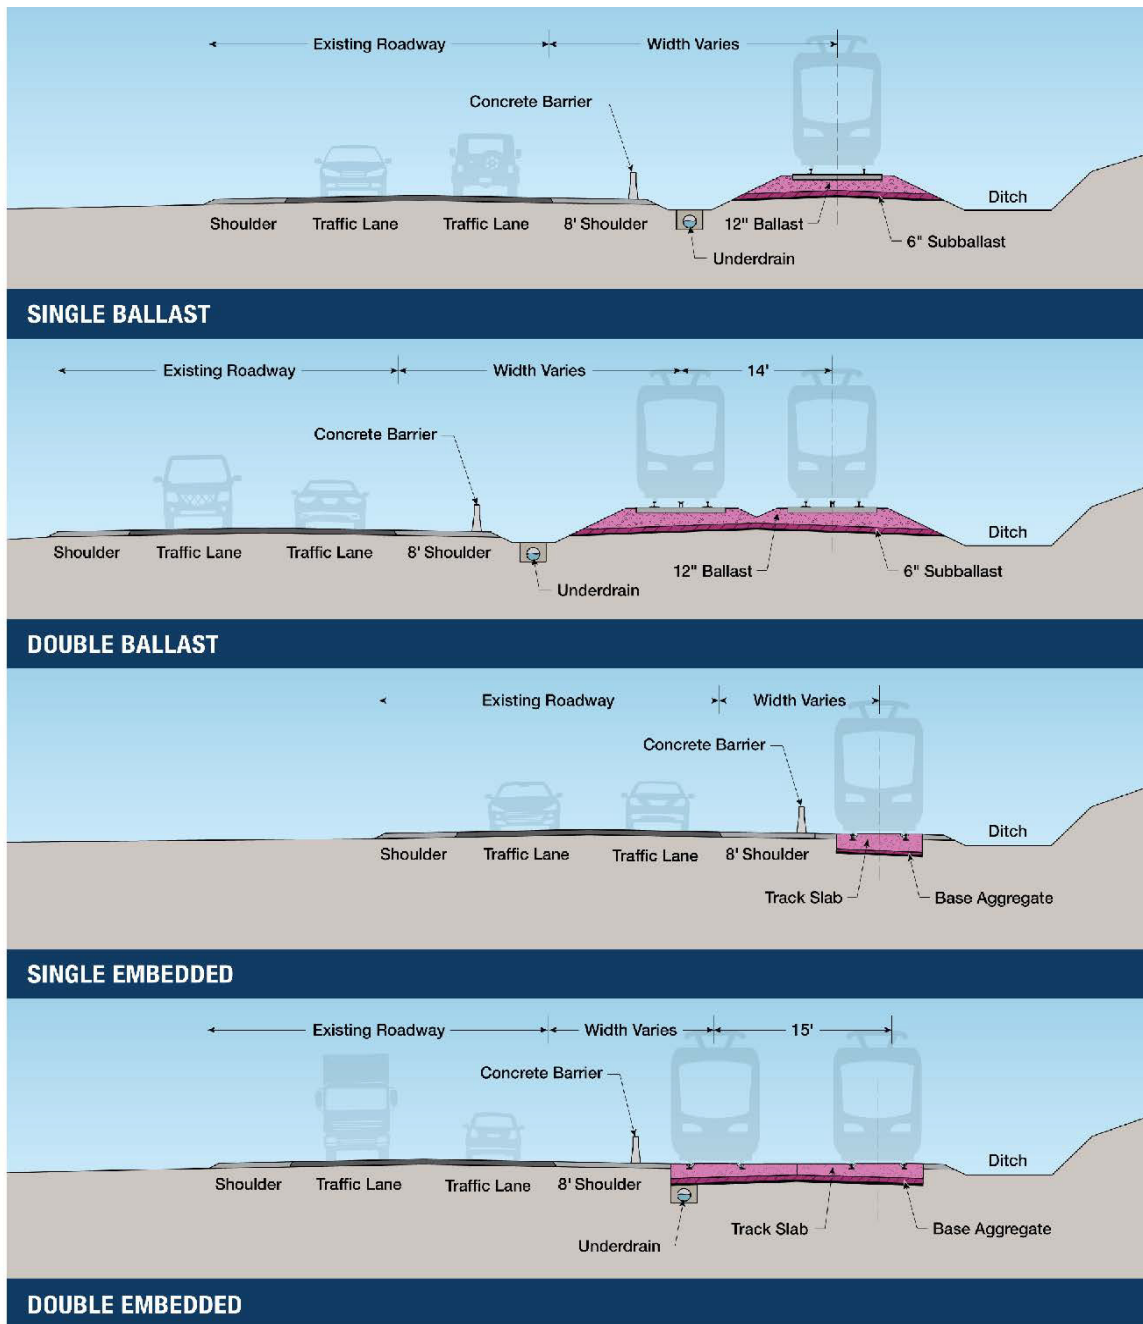 Existing Roadway
Width Varies
Concrete Barrier
Shoulder
Traffic Lane
Traffic Lane
8' Shoulder
12" Ballast
Ditch
6" Subballast
Underdrain
SINGLE BALLAST
Existing Roadway
Width Varies
14'
Concrete Barrier
Shoulder
Traffic Lane
Traffic Lane
8' Shoulder
Ditch
12" Ballast
6" Subballast
Underdrain
DOUBLE BALLAST
Existing Roadway
Width Varies
Concrete Barrier
Shoulder
Traffic Lane
Traffic Lane
8' Shoulder
Ditch
Track Slab
Base Aggregate
SINGLE EMBEDDED
Existing Roadway
Width Varies
15'
Concrete Barrier
Shoulder
Traffic Lane
Traffic Lane
8' Shoulder
Ditch
Track Slab
Base Aggregate
Underdrain
DOUBLE EMBEDDED